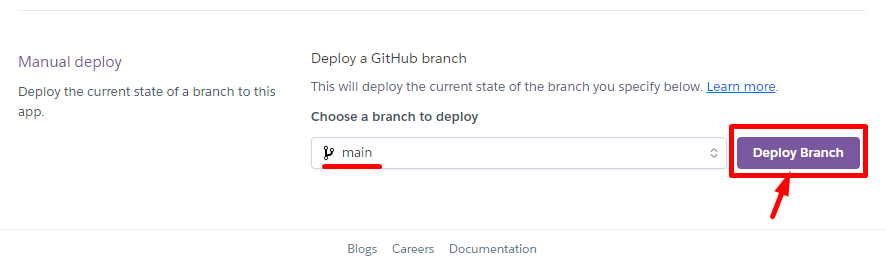 Manual deploy
Deploy the current state of a branch to this
app.
Deploy a GitHub branch
This will deploy the current state of the branch you specify below. Learn more.
Choose a branch to deploy
main
Deploy Branch
Blogs Careers Documentation